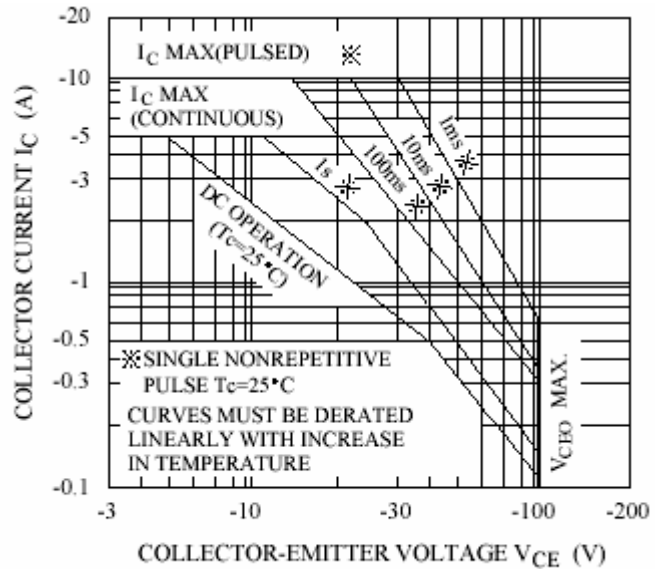 -20
I_C MAX(PULSED) ※
-10
I_C MAX
(CONTINUOUS)
-5
-3
-1
-0.5
-0.3
-0.1
COLLECTOR CURRENT I_C (A)
1ms ※
10ms ※
100ms ※
1s ※
DC OPERATION
(Tc=25°C)
※ SINGLE NONREPETITIVE
PULSE Tc=25°C
CURVES MUST BE DERATED
LINEARLY WITH INCREASE
IN TEMPERATURE
V_CEO MAX.
-3 -10 -30 -100 -200
COLLECTOR-EMITTER VOLTAGE V_CE (V)